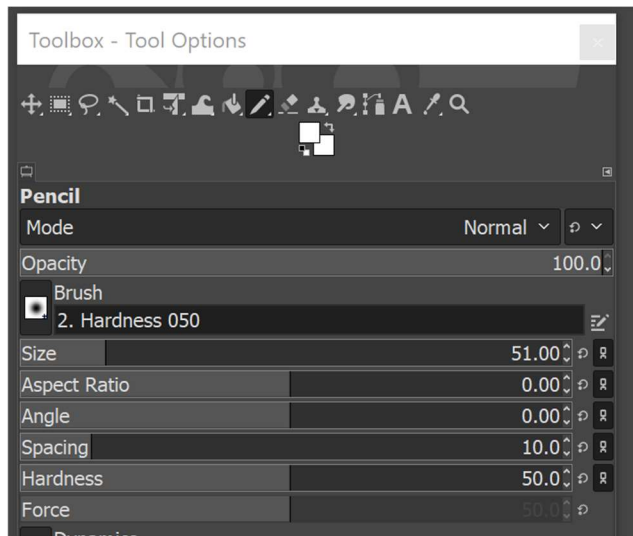 Toolbox - Tool Options
Pencil
Mode Normal
Opacity 100.0
Brush
2. Hardness 050
Size 51.00
Aspect Ratio 0.00
Angle 0.00
Spacing 10.0
Hardness 50.0
Force 50.0
Dynamics